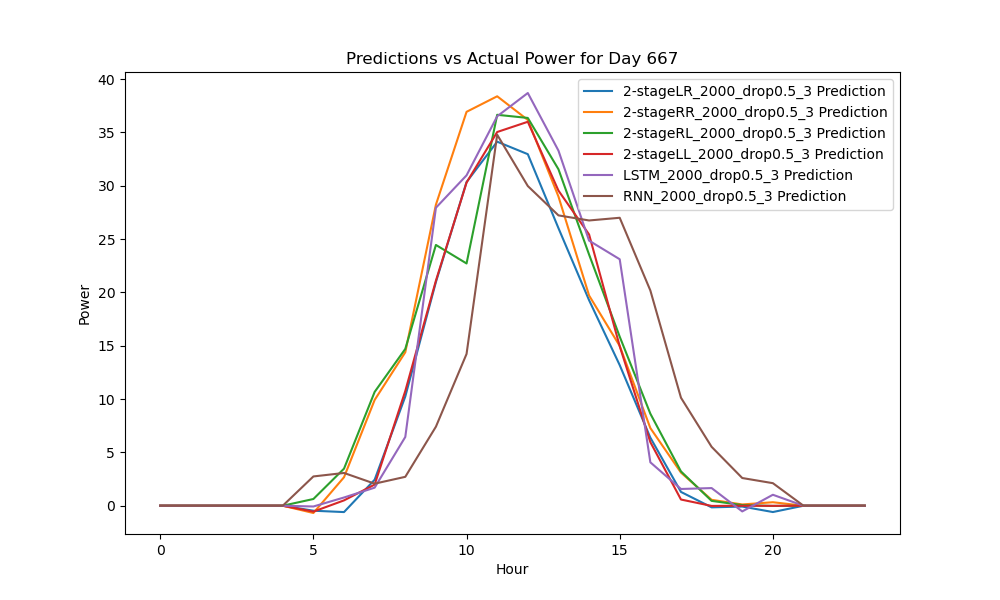 Predictions vs Actual Power for Day 667
40
35
30
25
20
15
10
5
0
Power
2-stageLR_2000_drop0.5_3 Prediction
2-stageRR_2000_drop0.5_3 Prediction
2-stageRL_2000_drop0.5_3 Prediction
2-stageLL_2000_drop0.5_3 Prediction
LSTM_2000_drop0.5_3 Prediction
RNN_2000_drop0.5_3 Prediction
0 5 10 15 20
Hour